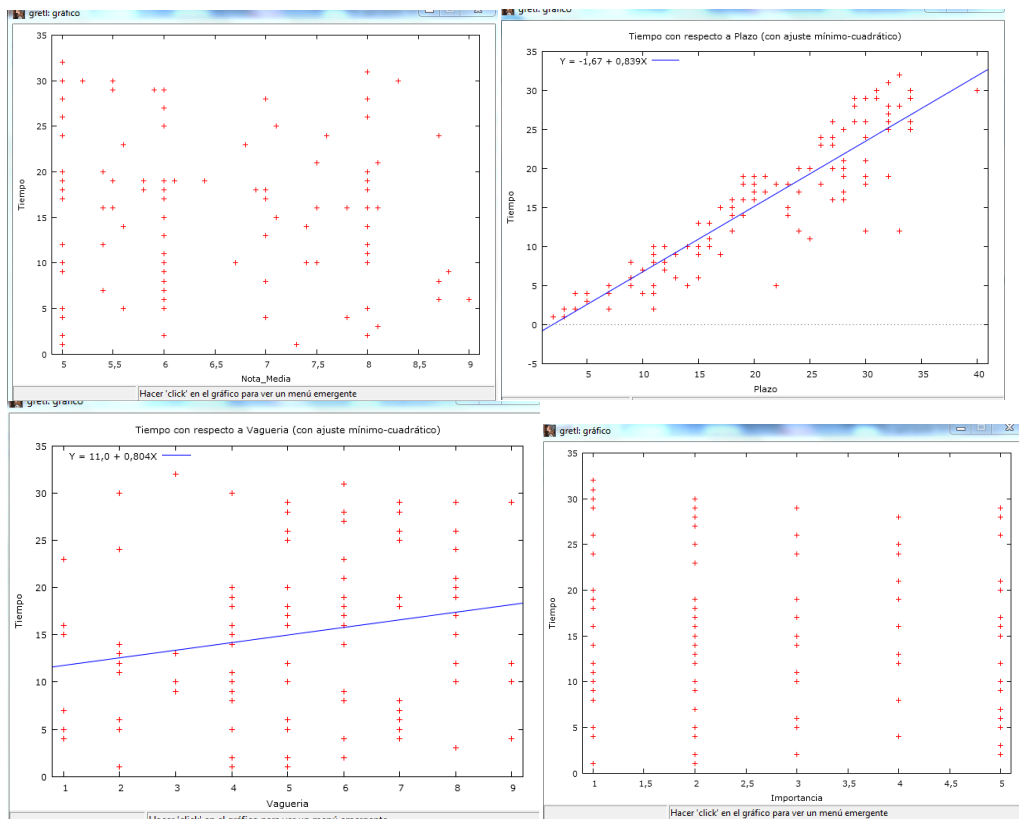 gretl: gráfico
35
30
25
20
15
10
5
0
Tiempo
5 5,5 6 6,5 7 7,5 8 8,5 9
Nota_Media
Hacer 'click' en el gráfico para ver un menú emergente
gretl: gráfico
Tiempo con respecto a Plazo (con ajuste mínimo-cuadrático)
Y = -1,67 + 0,839X
35
30
25
20
15
10
5
0
-5
Tiempo
5 10 15 20 25 30 35 40
Plazo
gretl: gráfico
Tiempo con respecto a Vagueria (con ajuste mínimo-cuadrático)
Y = 11,0 + 0,804X
35
30
25
20
15
10
5
0
Tiempo
1 2 3 4 5 6 7 8 9
Vagueria
Hacer 'click' en el gráfico para ver un menú emergente
gretl: gráfico
35
30
25
20
15
10
5
0
Tiempo
1 1,5 2 2,5 3 3,5 4 4,5 5
Importancia
Hacer 'click' en el gráfico para ver un menú emergente